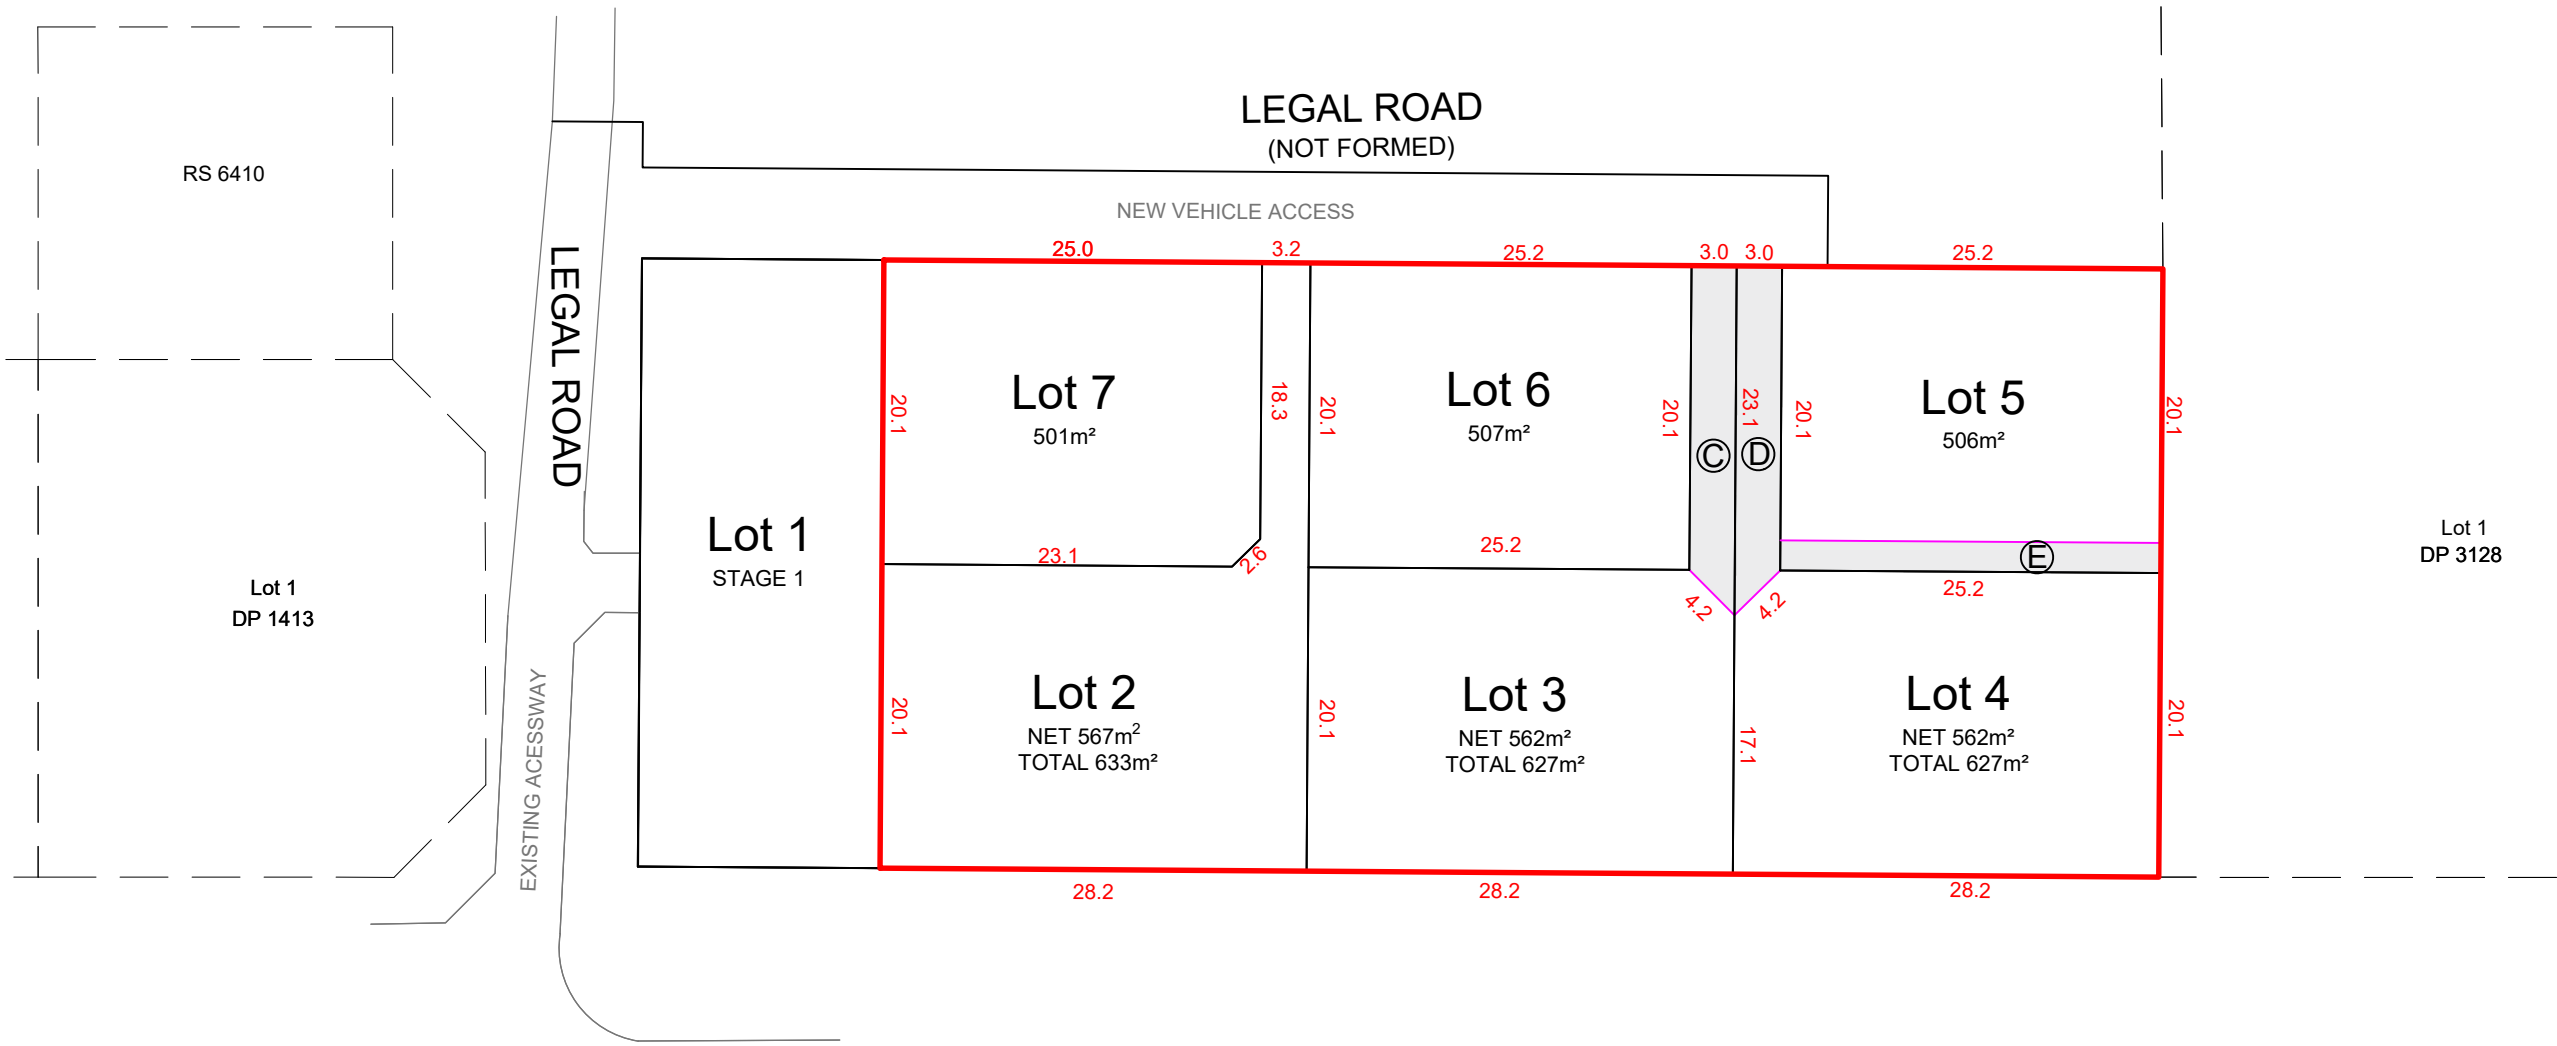 LEGAL ROAD
(NOT FORMED)
RS 6410
NEW VEHICLE ACCESS
25.0
3.2
25.2
3.0
3.0
25.2
LEGAL ROAD
Lot 7
501m²
20.1
18.3
20.1
Lot 6
507m²
20.1
23.1
20.1
Lot 5
506m²
20.1
C
D
E
Lot 1
STAGE 1
23.1
2.6
25.2
4.2
4.2
25.2
Lot 1
DP 3128
Lot 1
DP 1413
EXISTING ACESSWAY
20.1
Lot 2
NET 567m²
TOTAL 633m²
20.1
Lot 3
NET 562m²
TOTAL 627m²
17.1
Lot 4
NET 562m²
TOTAL 627m²
20.1
28.2
28.2
28.2